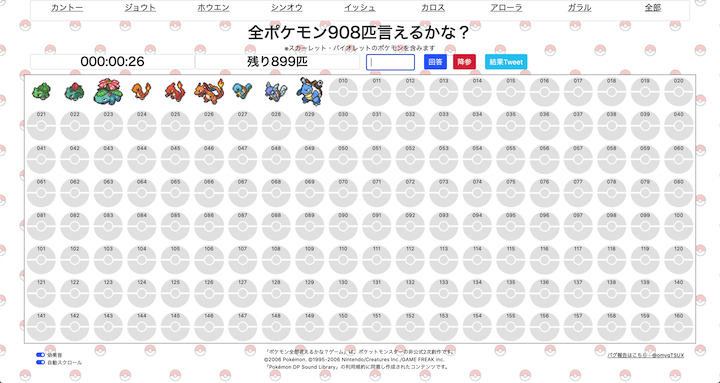 カントー ジョウト ホウエン シンオウ イッシュ カロス アローラ ガラル 全部
全ポケモン908匹言えるかな？
※スカーレット・バイオレットのポケモンを含みます
000:00:26 残り899匹 回答 降参 結果Tweet
010 011 012 013 014 015 016 017 018 019 020
021 022 023 024 025 026 027 028 029 030 031 032 033 034 035 036 037 038 039 040
041 042 043 044 045 046 047 048 049 050 051 052 053 054 055 056 057 058 059 060
061 062 063 064 065 066 067 068 069 070 071 072 073 074 075 076 077 078 079 080
081 082 083 084 085 086 087 088 089 090 091 092 093 094 095 096 097 098 099 100
101 102 103 104 105 106 107 108 109 110 111 112 113 114 115 116 117 118 119 120
121 122 123 124 125 126 127 128 129 130 131 132 133 134 135 136 137 138 139 140
141 142 143 144 145 146 147 148 149 150 151 152 153 154 155 156 157 158 159 160
効果音
自動スクロール
「ポケモン全部言えるかな？ゲーム」は、ポケットモンスターの非公式2次創作です。
©2006 Pokémon. ©1995-2006 Nintendo/Creatures Inc./GAME FREAK inc.
「Pokémon DP Sound Library」の利用規約に同意し作成されたコンテンツです。
バグ報告はこちら→@omygTSUX